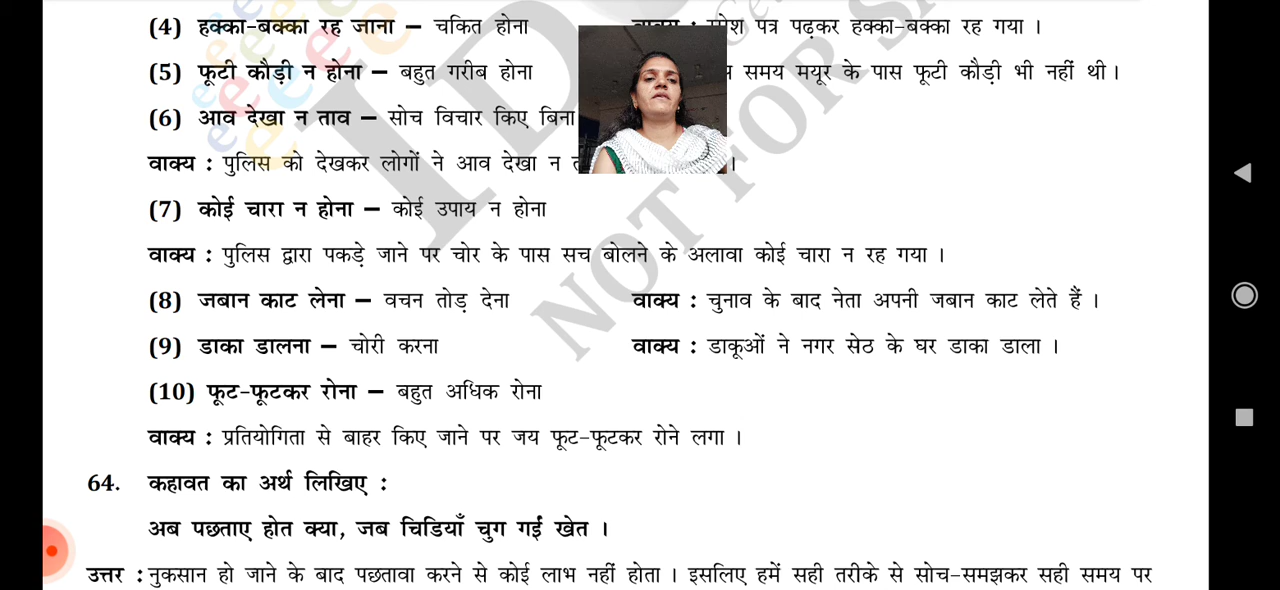 (4) हक्का-बक्का रह जाना – चकित होना पत्र पढ़कर हक्का-बक्का रह गया ।
(5) फूटी कौड़ी न होना – बहुत गरीब होना समय मयूर के पास फूटी कौड़ी भी नहीं थी ।
(6) आव देखा न ताव – सोच विचार किए बिना
वाक्य : पुलिस को देखकर लोगों ने आव देखा न
(7) कोई चारा न होना – कोई उपाय न होना
वाक्य : पुलिस द्वारा पकड़े जाने पर चोर के पास सच बोलने के अलावा कोई चारा न रह गया ।
(8) जबान काट लेना – वचन तोड़ देना वाक्य : चुनाव के बाद नेता अपनी जबान काट लेते हैं ।
(9) डाका डालना – चोरी करना वाक्य : डाकूओं ने नगर सेठ के घर डाका डाला ।
(10) फूट-फूटकर रोना – बहुत अधिक रोना
वाक्य : प्रतियोगिता से बाहर किए जाने पर जय फूट-फूटकर रोने लगा ।
64. कहावत का अर्थ लिखिए :
अब पछताए होत क्या, जब चिडियाँ चुग गईं खेत ।
उत्तर : नुकसान हो जाने के बाद पछतावा करने से कोई लाभ नहीं होता । इसलिए हमें सही तरीके से सोच-समझकर सही समय पर
NOT FOR